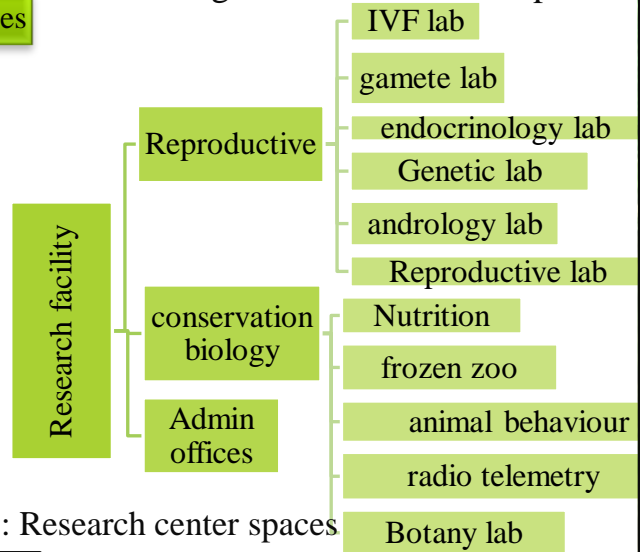 es
IVF lab
gamete lab
endocrinology lab
Genetic lab
andrology lab
Reproductive lab
Reproductive
Research facility
conservation
biology
Nutrition
frozen zoo
animal behaviour
radio telemetry
Botany lab
Admin
offices
: Research center spaces